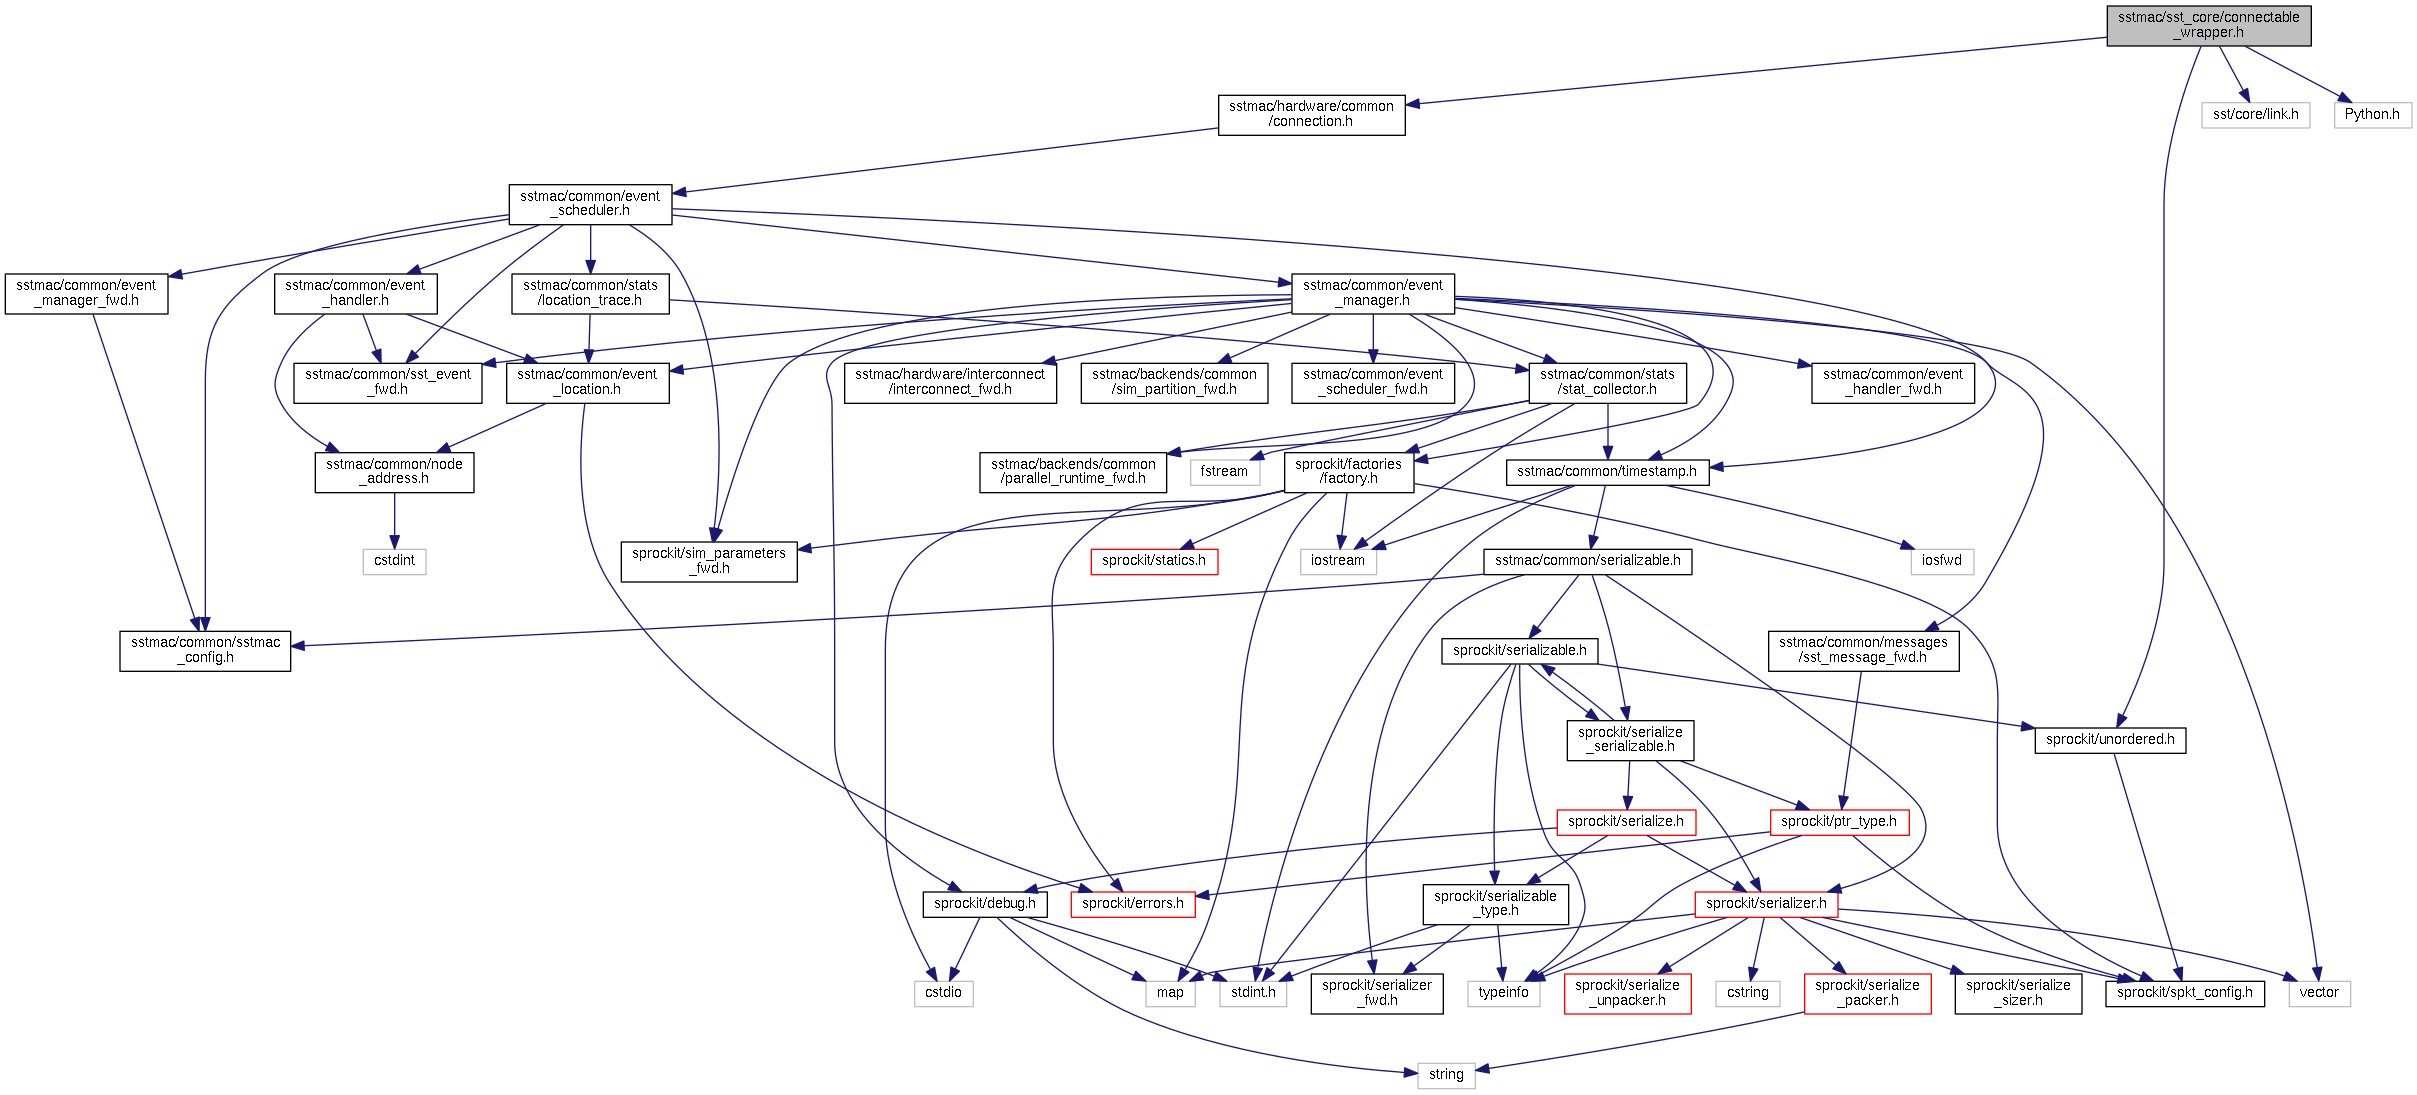 sstmac/sst_core/connectable
_wrapper.h
sstmac/hardware/common
/connection.h
sst/core/link.h
Python.h
sstmac/common/event
_scheduler.h
sstmac/common/event
_manager_fwd.h
sstmac/common/event
_handler.h
sstmac/common/stats
/location_trace.h
sstmac/common/event
_manager.h
sstmac/common/sst_event
_fwd.h
sstmac/common/event
_location.h
sstmac/hardware/interconnect
/interconnect_fwd.h
sstmac/backends/common
/sim_partition_fwd.h
sstmac/common/event
_scheduler_fwd.h
sstmac/common/stats
/stat_collector.h
sstmac/common/event
_handler_fwd.h
sstmac/common/node
_address.h
sstmac/backends/common
/parallel_runtime_fwd.h
fstream
sprockit/factories
/factory.h
sstmac/common/timestamp.h
cstdint
sprockit/sim_parameters
_fwd.h
sprockit/statics.h
iostream
sstmac/common/serializable.h
iosfwd
sstmac/common/sstmac
_config.h
sprockit/serializable.h
sstmac/common/messages
/sst_message_fwd.h
sprockit/serialize
_serializable.h
sprockit/unordered.h
sprockit/serialize.h
sprockit/ptr_type.h
sprockit/debug.h
sprockit/errors.h
sprockit/serializable
_type.h
sprockit/serializer.h
cstdio
map
stdint.h
sprockit/serializer
_fwd.h
typeinfo
sprockit/serialize
_unpacker.h
cstring
sprockit/serialize
_packer.h
sprockit/serialize
_sizer.h
sprockit/spkt_config.h
vector
string